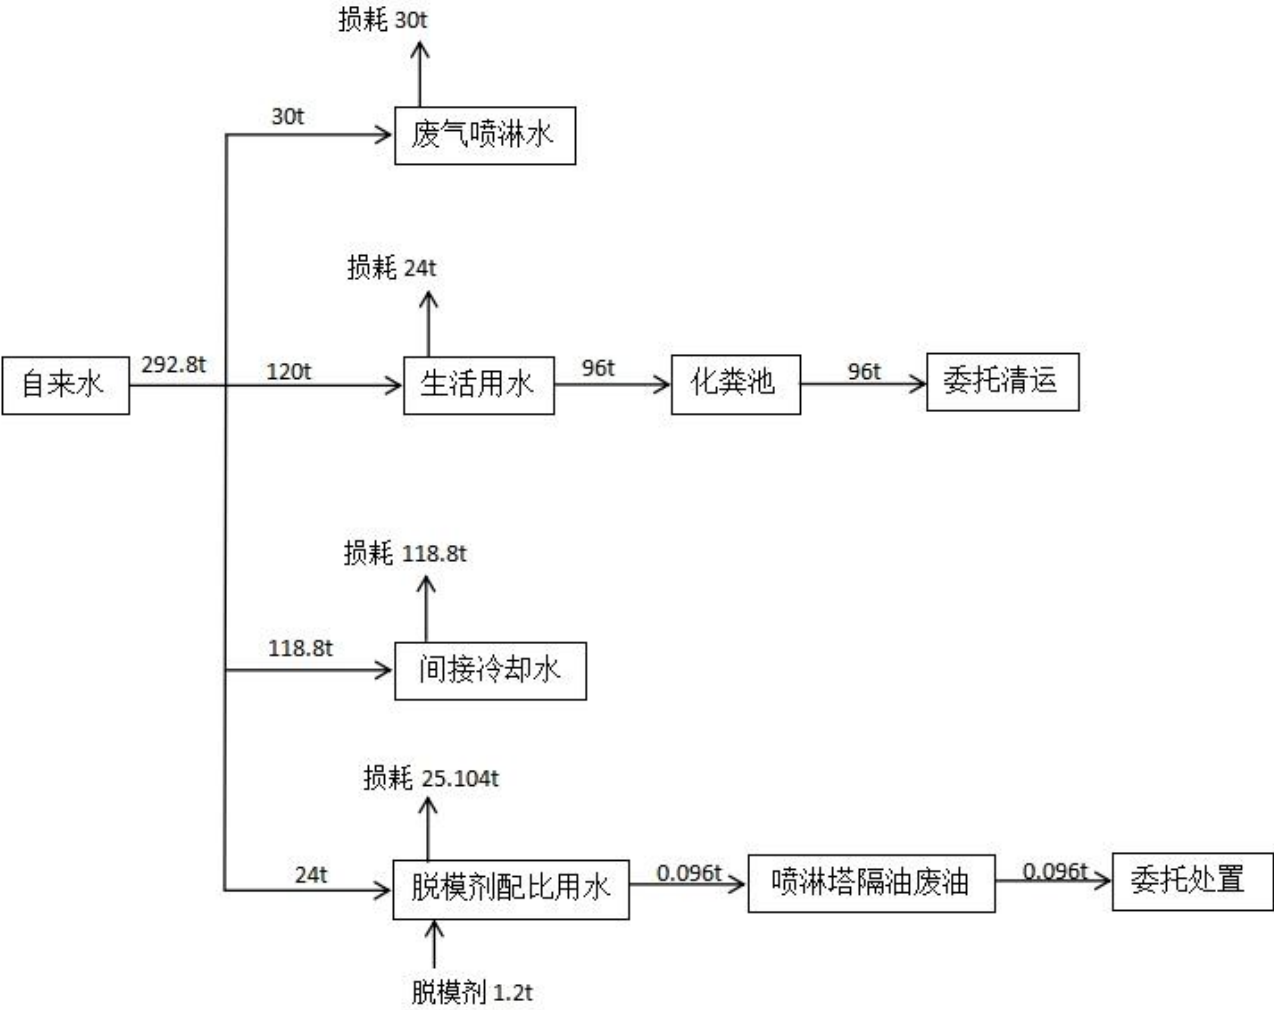 损耗 30t
30t
废气喷淋水
损耗 24t
自来水
292.8t
120t
生活用水
96t
化粪池
96t
委托清运
损耗 118.8t
118.8t
间接冷却水
损耗 25.104t
24t
脱模剂配比用水
0.096t
喷淋塔隔油废油
0.096t
委托处置
脱模剂 1.2t